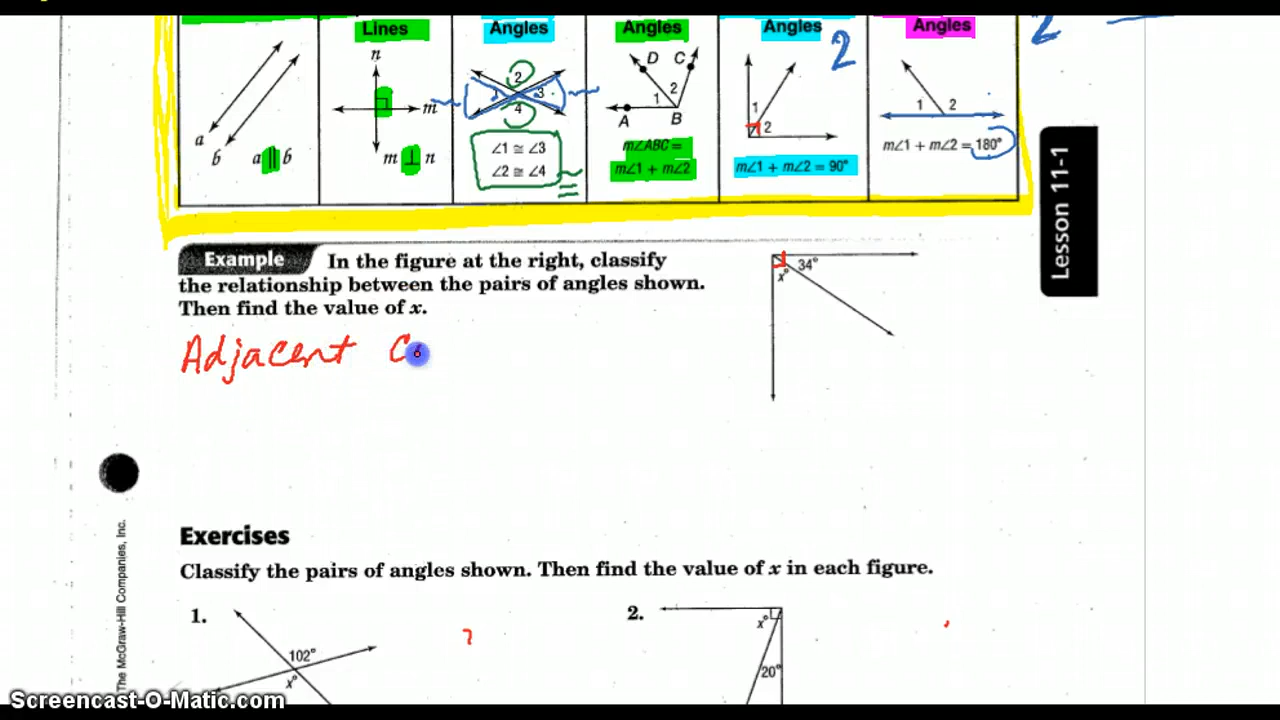 Lines
Angles
Angles
Angles
Angles
2
2
n
m
a
b
a ∥ b
m ⊥ n
2
1
3
4
∠1 ≅ ∠3
∠2 ≅ ∠4
D
C
1
2
A
B
m∠ABC =
m∠1 + m∠2
1
2
m∠1 + m∠2 = 90°
1
2
m∠1 + m∠2 = 180°
Lesson 11-1
Example In the figure at the right, classify
the relationship between the pairs of angles shown.
Then find the value of x.
34°
x°
Adjacent
Exercises
Classify the pairs of angles shown. Then find the value of x in each figure.
1.
102°
x°
2.
x°
20°
The McGraw-Hill Companies, Inc.
Screencast-O-Matic.com